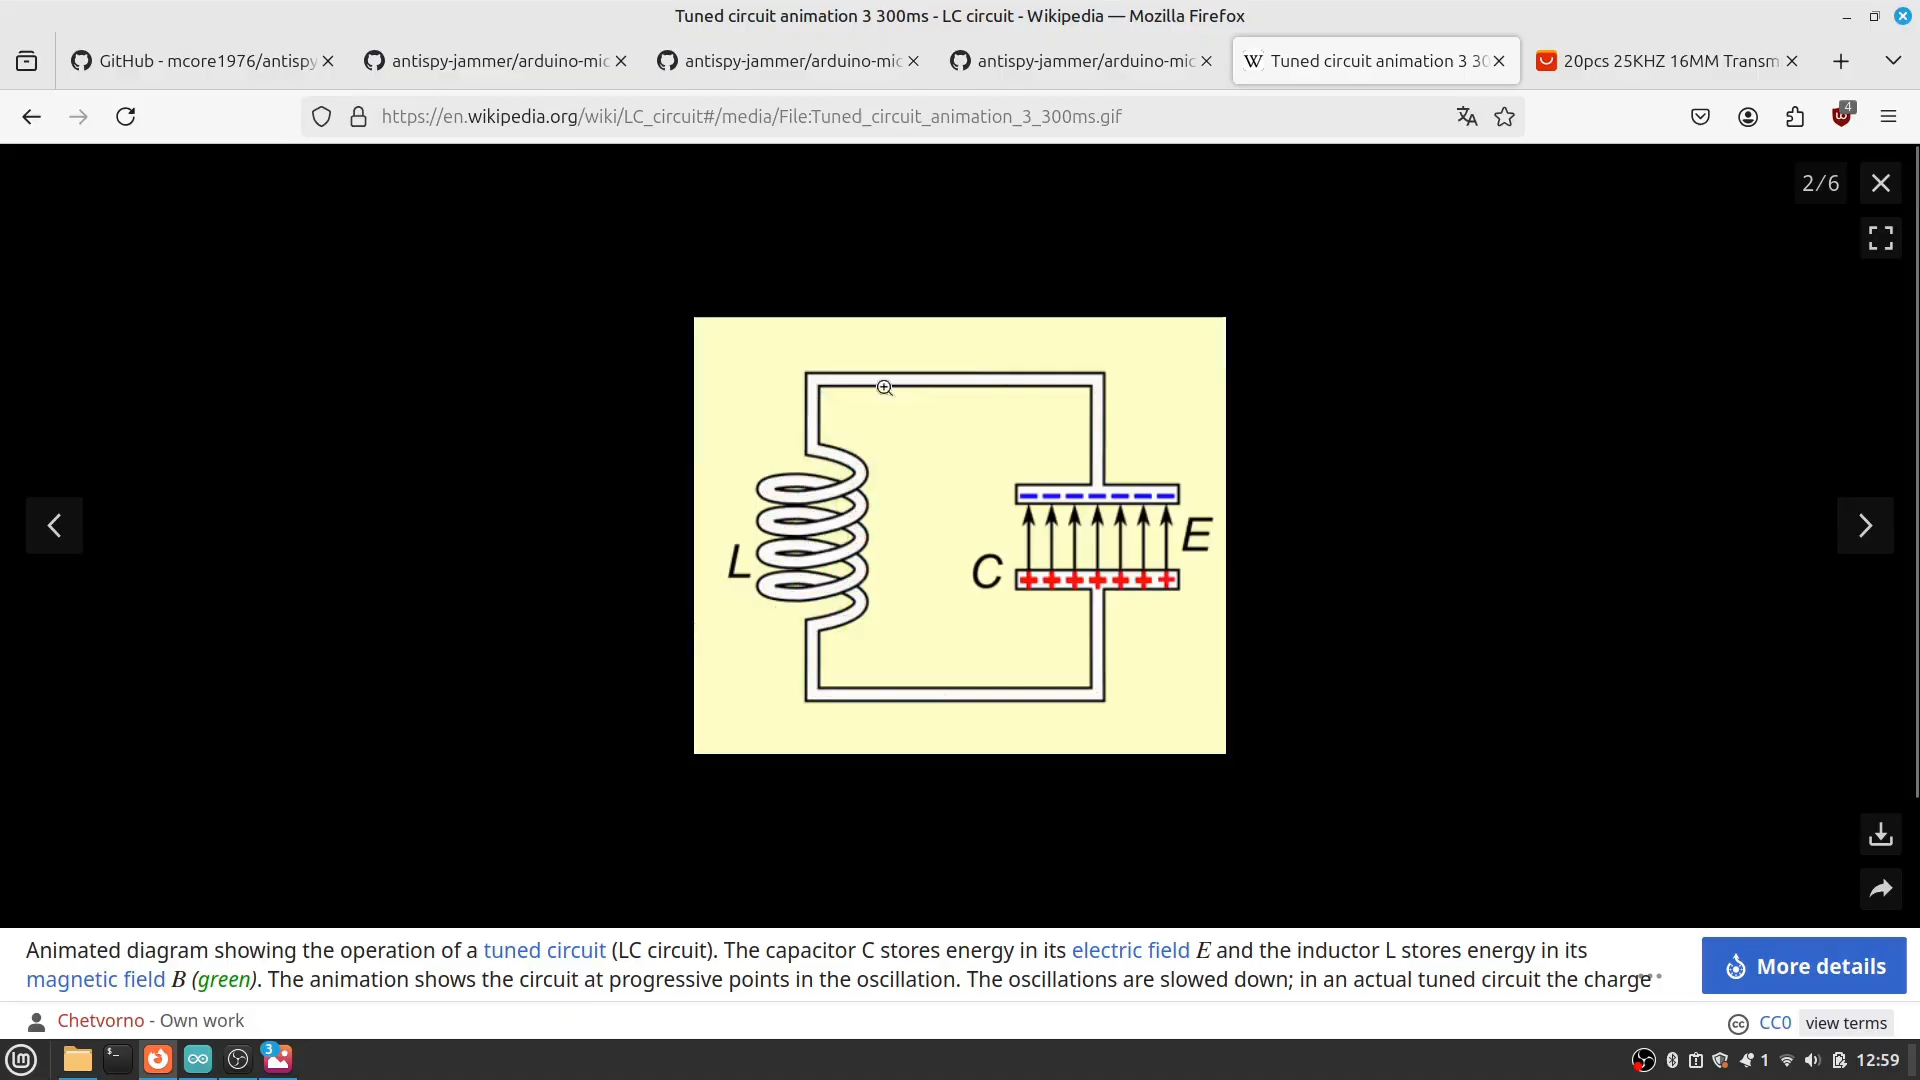 Tuned circuit animation 3 300ms - LC circuit - Wikipedia — Mozilla Firefox
GitHub - mcore1976/antispy
antispy-jammer/arduino-mic
antispy-jammer/arduino-mic
antispy-jammer/arduino-mic
W Tuned circuit animation 3 30
20pcs 25KHZ 16MM Transm
https://en.wikipedia.org/wiki/LC_circuit#/media/File:Tuned_circuit_animation_3_300ms.gif
4
2/6
L
C
E
Animated diagram showing the operation of a tuned circuit (LC circuit). The capacitor C stores energy in its electric field E and the inductor L stores energy in its
magnetic field B (green). The animation shows the circuit at progressive points in the oscillation. The oscillations are slowed down; in an actual tuned circuit the charge
More details
Chetvorno - Own work
cc CC0 view terms
3
1
12:59